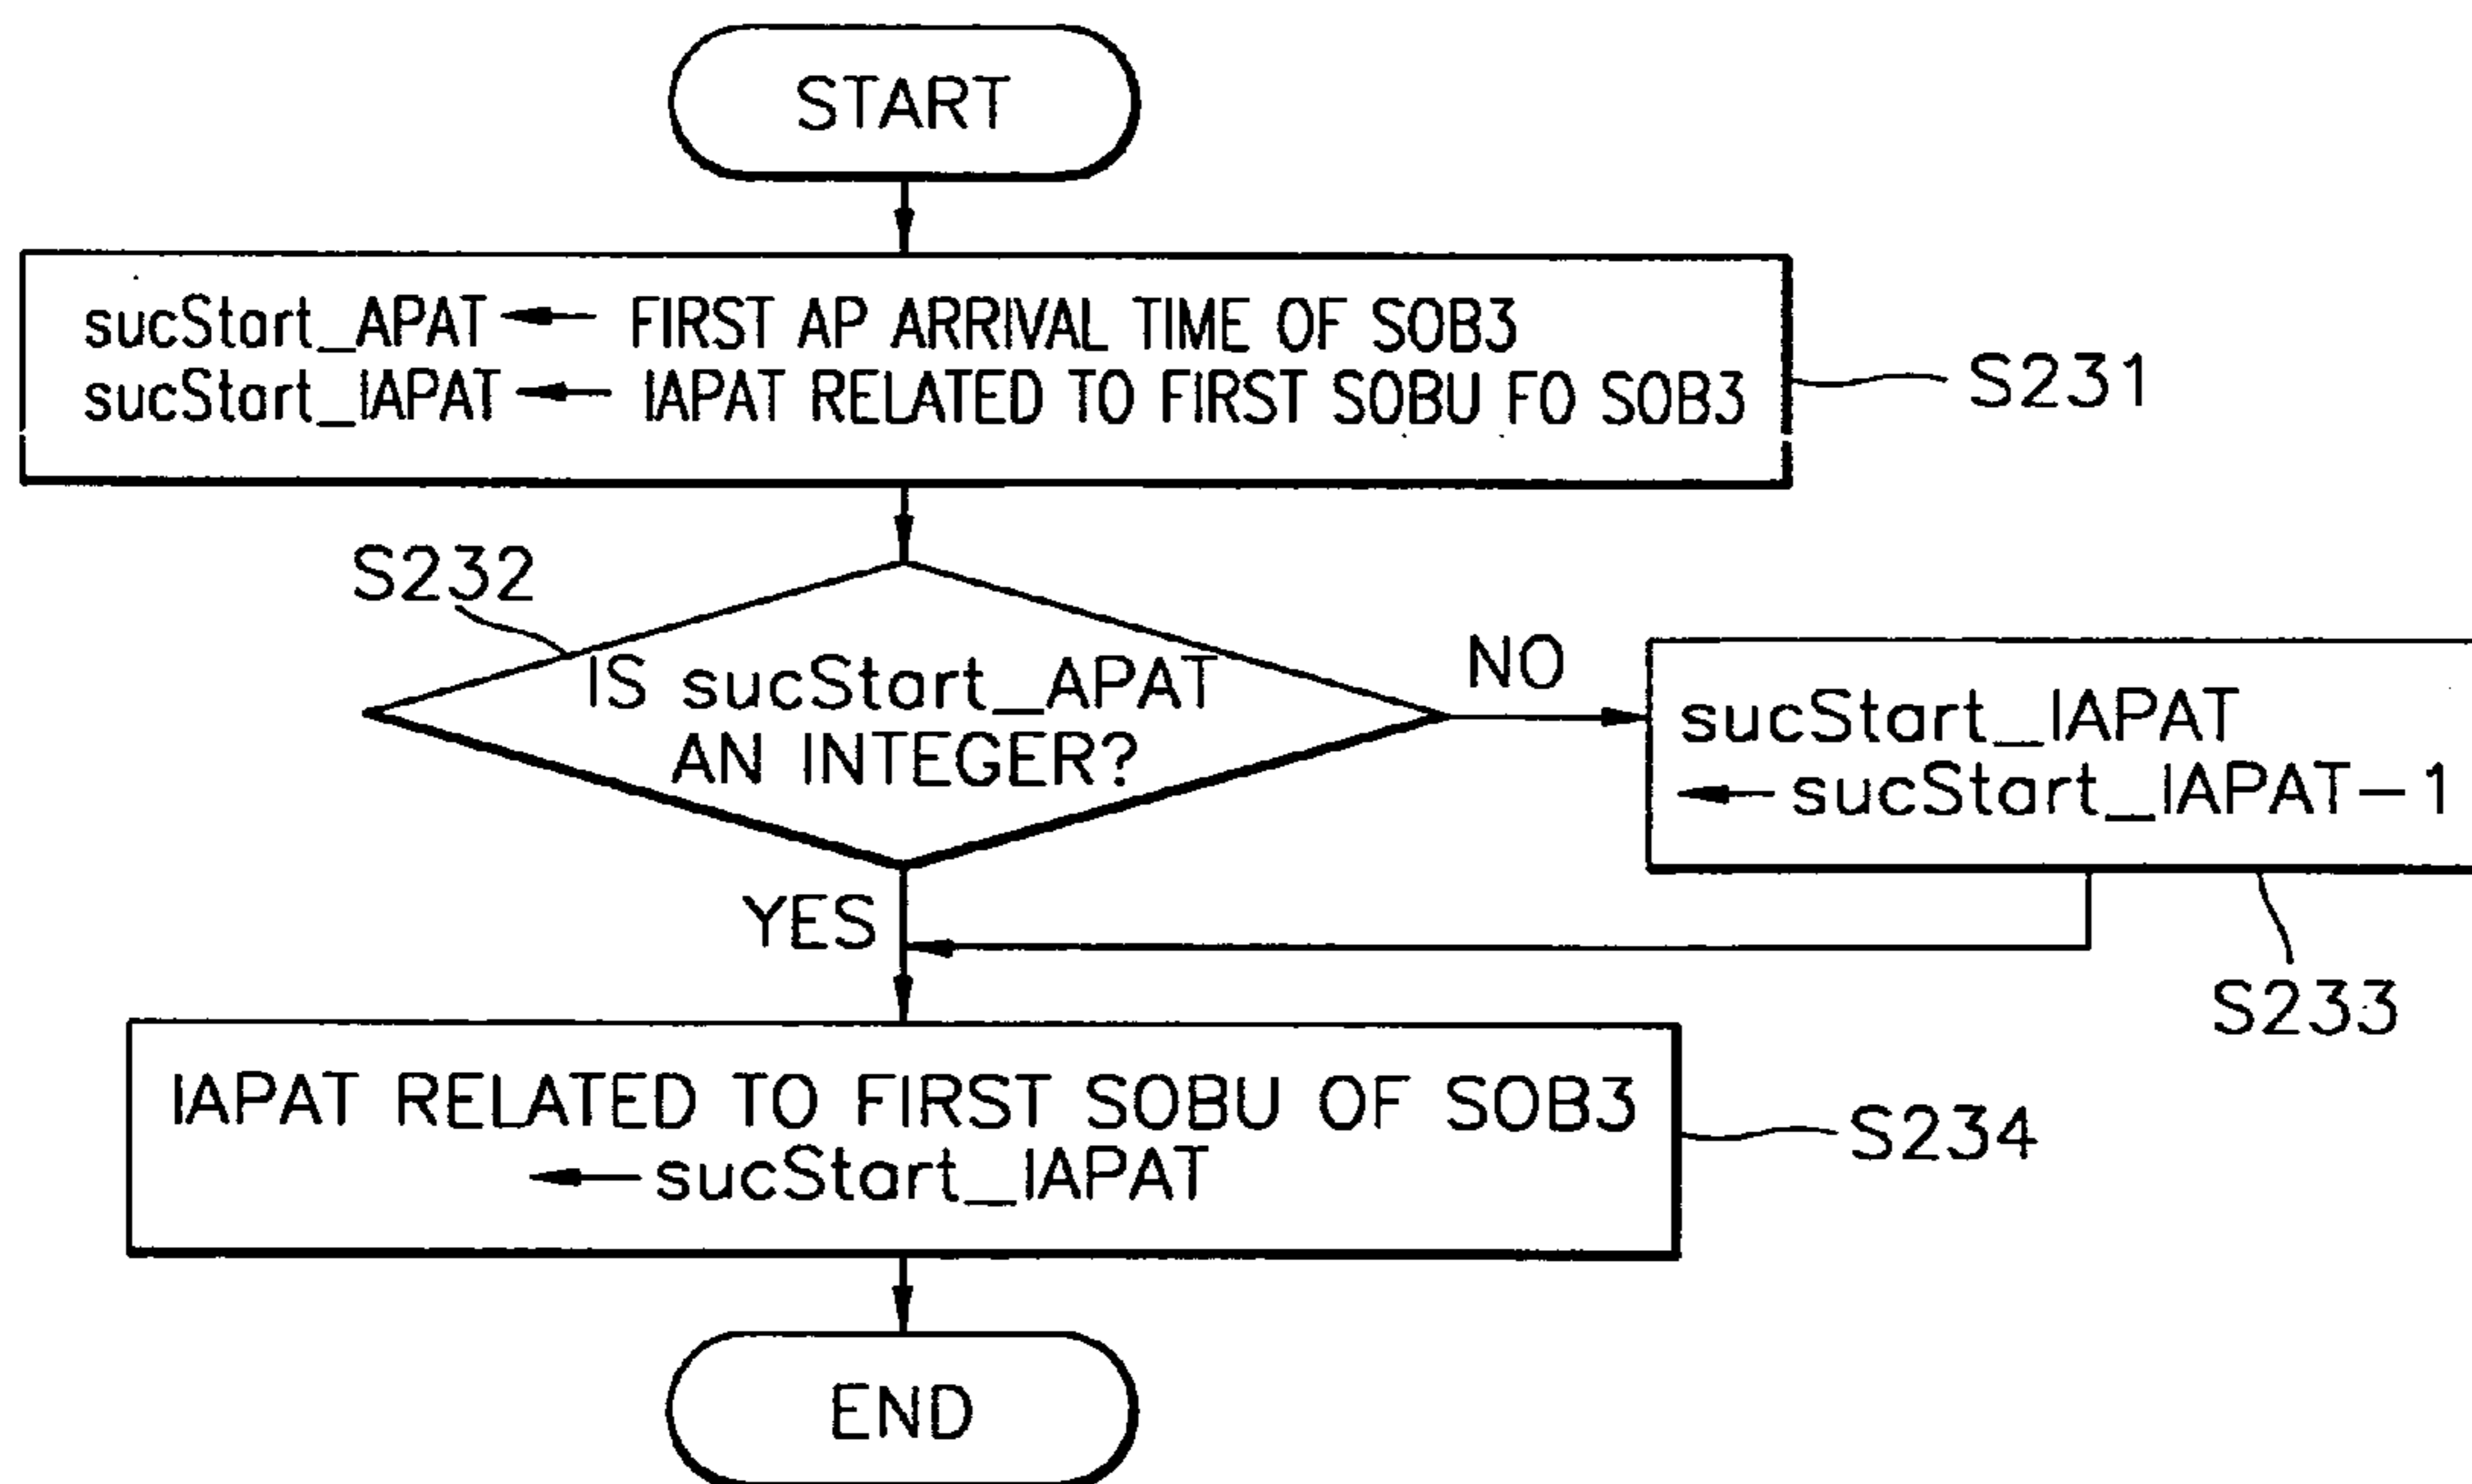 START
sucStart_APAT ← FIRST AP ARRIVAL TIME OF SOB3
sucStart_IAPAT ← IAPAT RELATED TO FIRST SOBU FO SOB3
S231
S232
IS sucStart_APAT
AN INTEGER?
NO
sucStart_IAPAT
← sucStart_IAPAT-1
YES
S233
IAPAT RELATED TO FIRST SOBU OF SOB3
← sucStart_IAPAT
S234
END